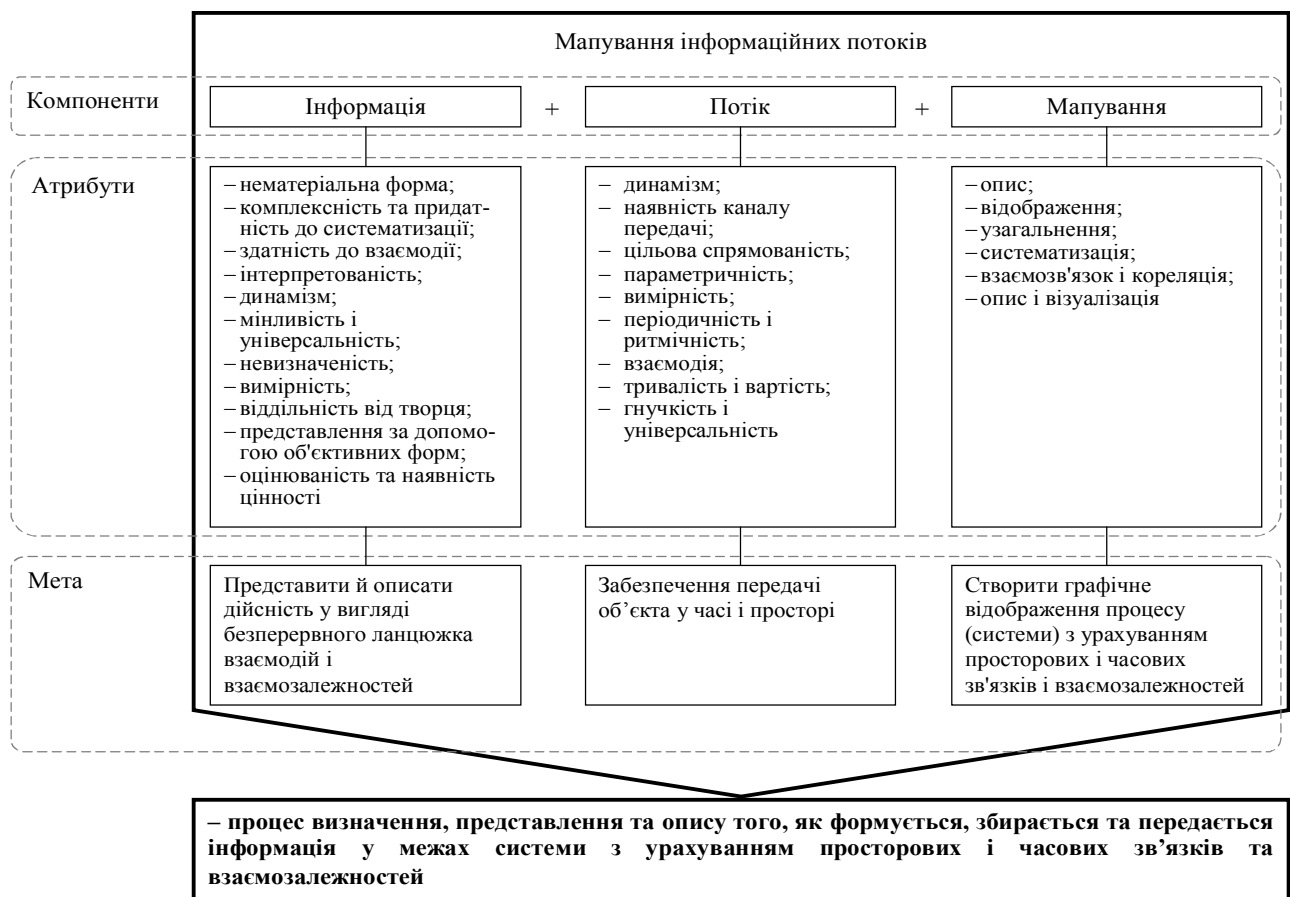 Мапування інформаційних потоків
Компоненти
Інформація + Потік + Мапування
Атрибути
– нематеріальна форма;
– комплексність та придат-
ність до систематизації;
– здатність до взаємодії;
– інтерпретованість;
– динамізм;
– мінливість і
універсальність;
– невизначеність;
– вимірність;
– віддільність від творця;
– представлення за допомо-
гою об'єктивних форм;
– оцінюваність та наявність
цінності
– динамізм;
– наявність каналу
передачі;
– цільова спрямованість;
– параметричність;
– вимірність;
– періодичність і
ритмічність;
– взаємодія;
– тривалість і вартість;
– гнучкість і
універсальність
– опис;
– відображення;
– узагальнення;
– систематизація;
– взаємозв'язок і кореляція;
– опис і візуалізація
Мета
Представити й описати
дійсність у вигляді
безперервного ланцюжка
взаємодій і
взаємозалежностей
Забезпечення передачі
об’єкта у часі і просторі
Створити графічне
відображення процесу
(системи) з урахуванням
просторових і часових
зв'язків і взаємозалежностей
– процес визначення, представлення та опису того, як формується, збирається та передається
інформація у межах системи з урахуванням просторових і часових зв’язків та
взаємозалежностей